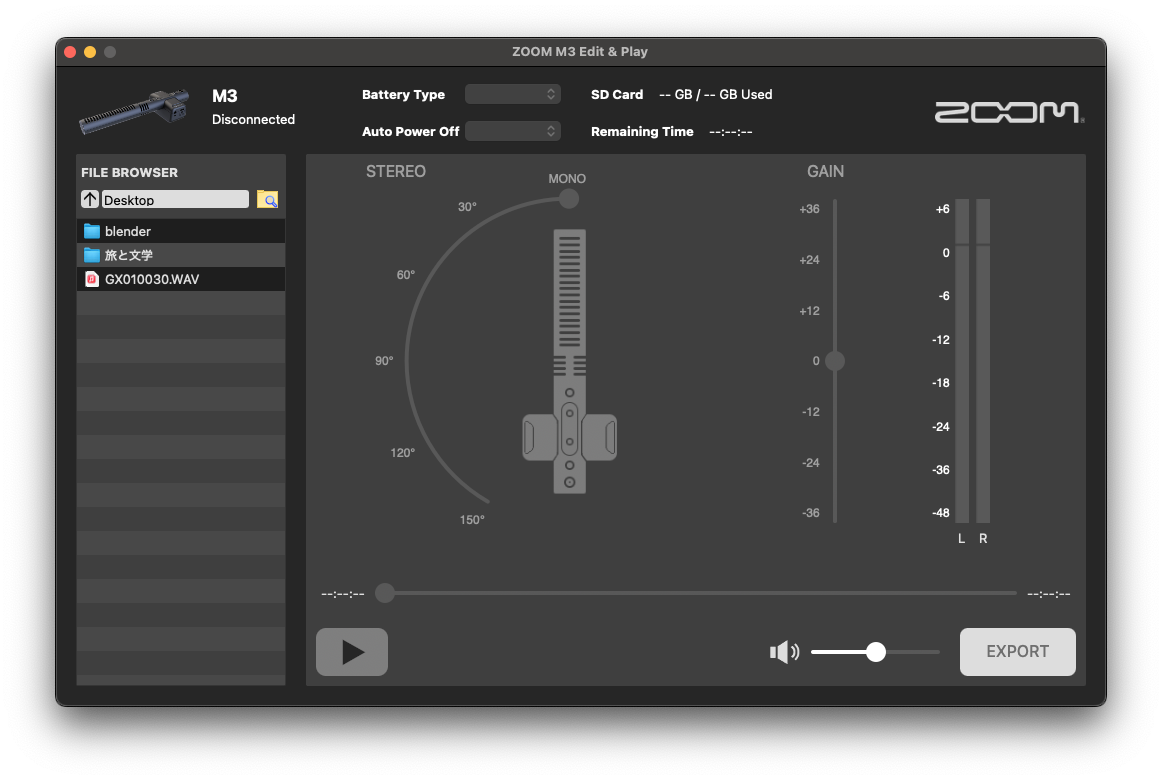 ZOOM M3 Edit & Play
M3
Disconnected
Battery Type
Auto Power Off
SD Card -- GB / -- GB Used
Remaining Time --:--:--
ZOOM
FILE BROWSER
Desktop
blender
旅と文学
GX010030.WAV
STEREO
MONO
30°
60°
90°
120°
150°
GAIN
+36
+24
+12
0
-12
-24
-36
+6
0
-6
-12
-18
-24
-36
-48
L R
--:--:--
--:--:--
EXPORT